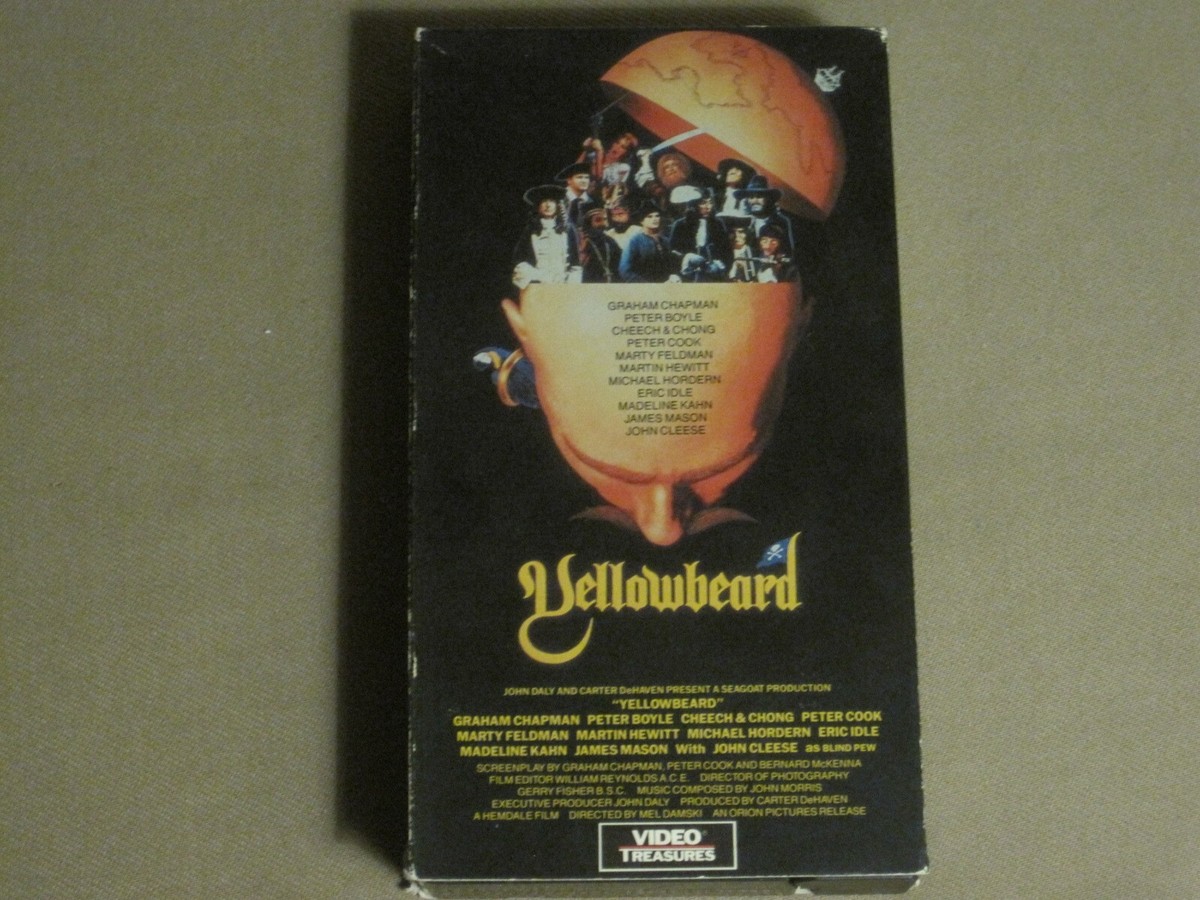 GRAHAM CHAPMAN
PETER BOYLE
CHEECH & CHONG
PETER COOK
MARTY FELDMAN
MARTIN HEWITT
MICHAEL HORDERN
ERIC IDLE
MADELINE KAHN
JAMES MASON
JOHN CLEESE
Yellowbeard
JOHN DALY AND CARTER DeHAVEN PRESENT A SEAGOAT PRODUCTION
"YELLOWBEARD"
GRAHAM CHAPMAN PETER BOYLE CHEECH & CHONG PETER COOK
MARTY FELDMAN MARTIN HEWITT MICHAEL HORDERN ERIC IDLE
MADELINE KAHN JAMES MASON With JOHN CLEESE as BLIND PEW
SCREENPLAY BY GRAHAM CHAPMAN, PETER COOK AND BERNARD McKENNA
FILM EDITOR WILLIAM REYNOLDS A.C.E. DIRECTOR OF PHOTOGRAPHY
GERRY FISHER B.S.C. MUSIC COMPOSED BY JOHN MORRIS
EXECUTIVE PRODUCER JOHN DALY PRODUCED BY CARTER DeHAVEN
A HEMDALE FILM DIRECTED BY MEL DAMSKI AN ORION PICTURES RELEASE
VIDEO®
TREASURES